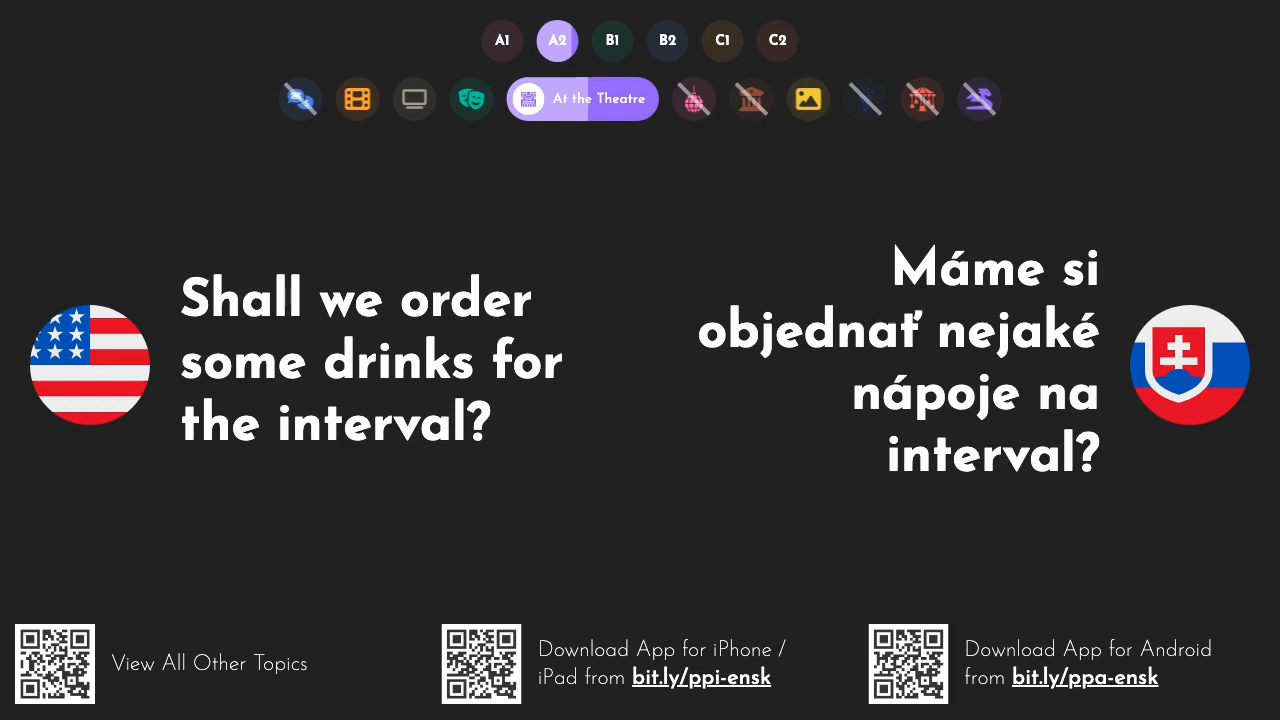 A1 A2 B1 B2 C1 C2
At the Theatre
Shall we order
some drinks for
the interval?
Máme si
objednať nejaké
nápoje na
interval?
View All Other Topics
Download App for iPhone /
iPad from bit.ly/ppi-ensk
Download App for Android
from bit.ly/ppa-ensk